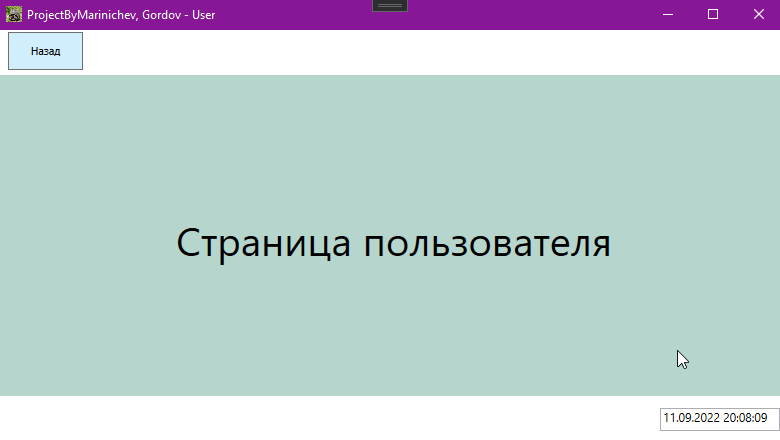 ProjectByMarinichev, Gordov - User
Назад
Страница пользователя
11.09.2022 20:08:09